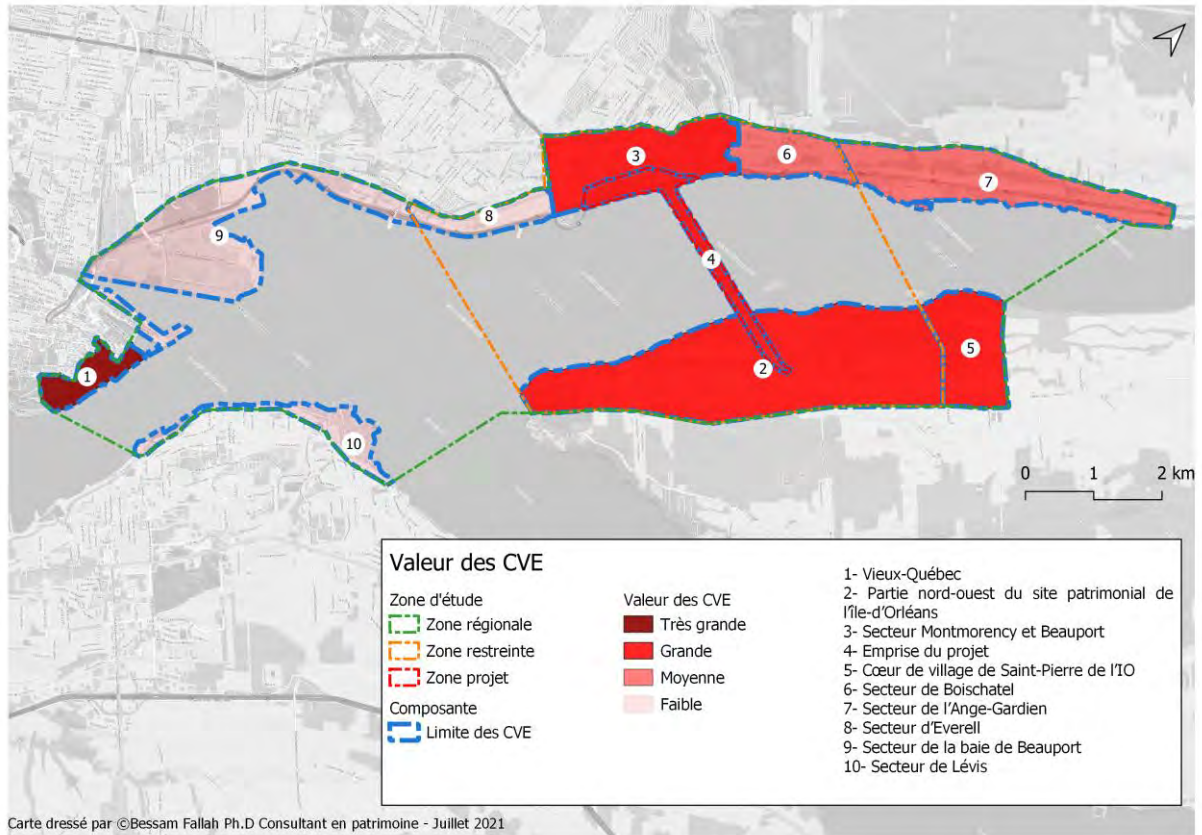 3
6
7
8
9
4
5
1
2
10
0 1 2 km
Valeur des CVE
Zone d'étude
Zone régionale
Zone restreinte
Zone projet
Composante
Limite des CVE
Valeur des CVE
Très grande
Grande
Moyenne
Faible
1- Vieux-Québec
2- Partie nord-ouest du site patrimonial de
l'île-d'Orléans
3- Secteur Montmorency et Beauport
4- Emprise du projet
5- Cœur de village de Saint-Pierre de l'IO
6- Secteur de Boischatel
7- Secteur de l'Ange-Gardien
8- Secteur d'Everell
9- Secteur de la baie de Beauport
10- Secteur de Lévis
Carte dressé par ©Bessam Fallah Ph.D Consultant en patrimoine - Juillet 2021